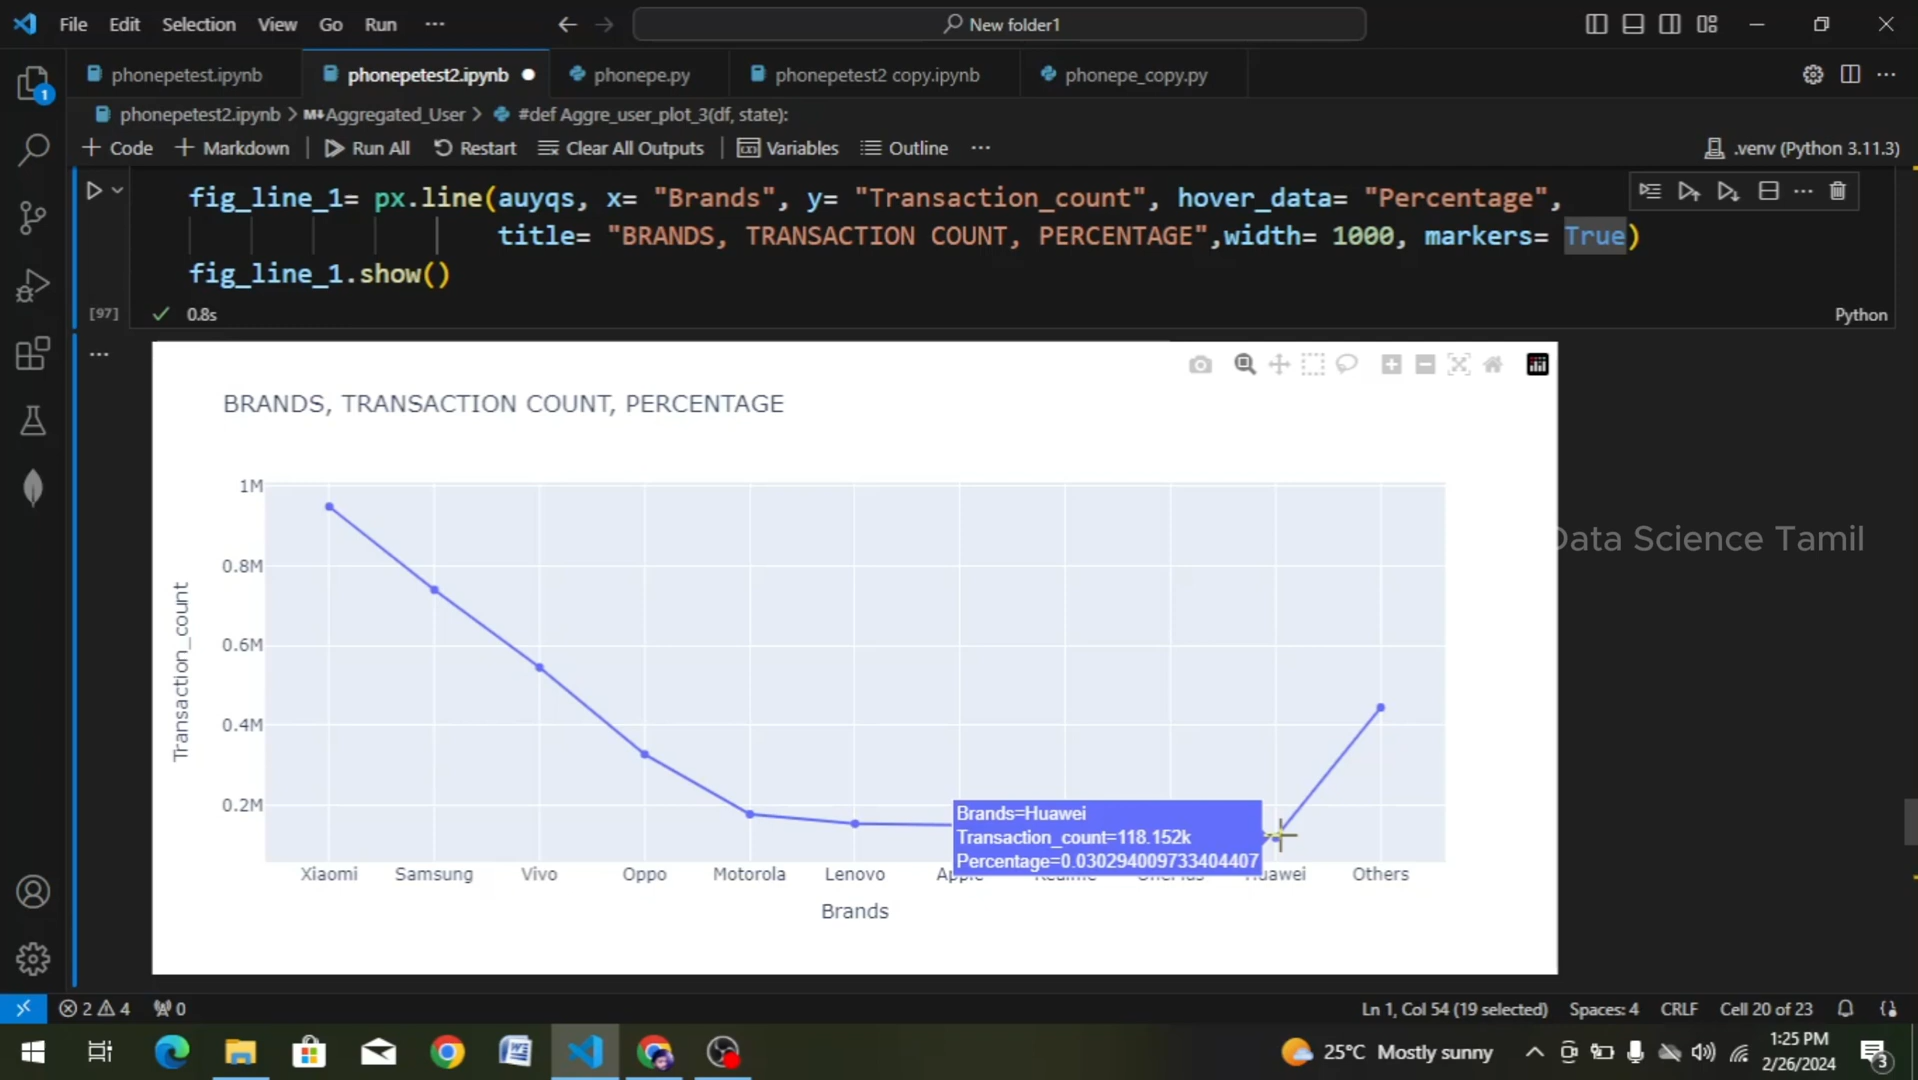 File Edit Selection View Go Run ··· New folder1
phonepetest.ipynb phonepetest2.ipynb phonepe.py phonepetest2 copy.ipynb phonepe_copy.py ···
1
phonepetest2.ipynb > M↓Aggregated_User > #def Aggre_user_plot_3(df, state):
+ Code + Markdown Run All Restart Clear All Outputs Variables Outline ··· .venv (Python 3.11.3)
fig_line_1= px.line(auyqs, x= "Brands", y= "Transaction_count", hover_data= "Percentage",
title= "BRANDS, TRANSACTION COUNT, PERCENTAGE",width= 1000, markers= True)
fig_line_1.show()
[97] 0.8s Python
BRANDS, TRANSACTION COUNT, PERCENTAGE
1M
0.8M
0.6M
0.4M
0.2M
Transaction_count
Data Science Tamil
Brands=Huawei
Transaction_count=118.152k
Percentage=0.030294009733404407
Xiaomi Samsung Vivo Oppo Motorola Lenovo Apple Realme OnePlus Huawei Others
Brands
2 4 0 Ln 1, Col 54 (19 selected) Spaces: 4 CRLF Cell 20 of 23
25°C Mostly sunny 1:25 PM
2/26/2024
3